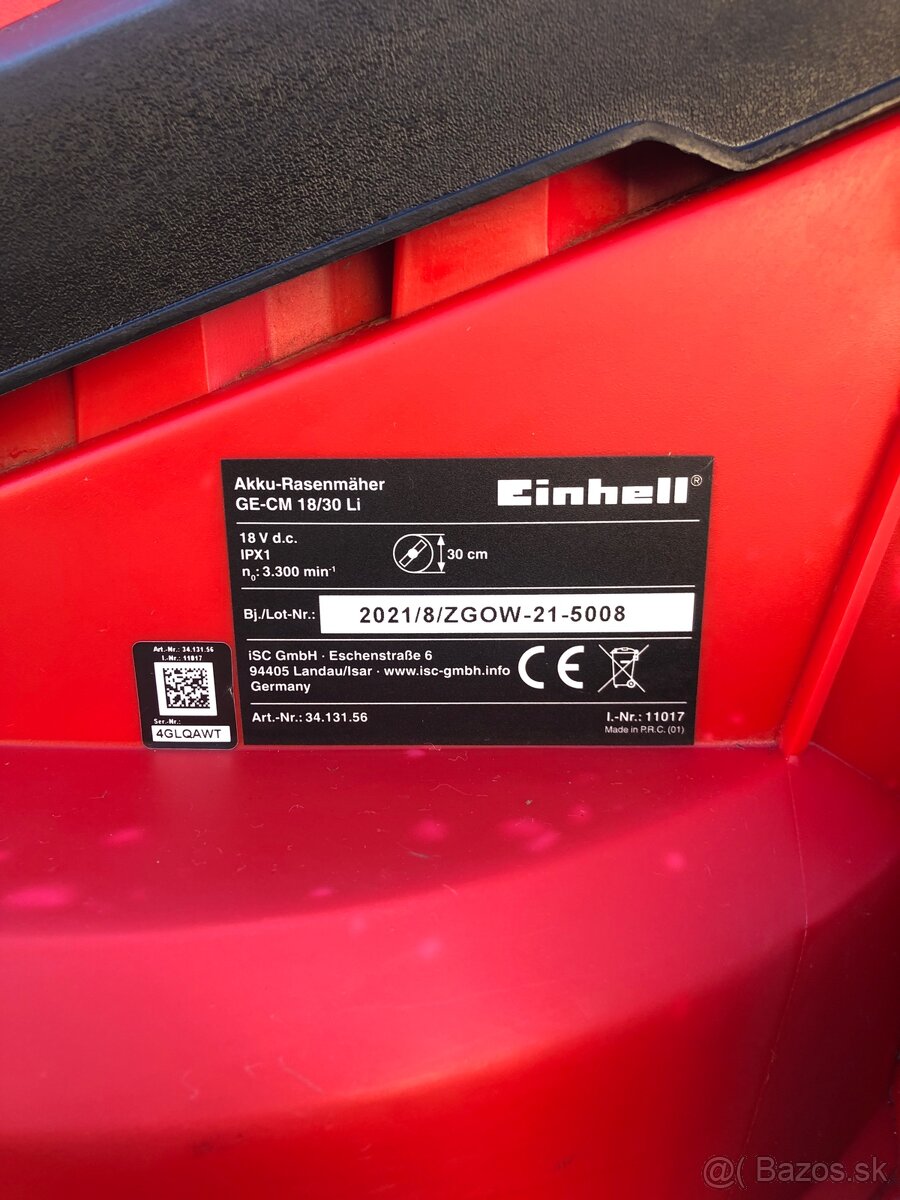 Akku-Rasenmäher
GE-CM 18/30 Li
Einhell®
18 V d.c.
IPX1
n₀: 3.300 min⁻¹
30 cm
Bj./Lot-Nr.: 2021/8/ZGOW-21-5008
iSC GmbH · Eschenstraße 6
94405 Landau/Isar · www.isc-gmbh.info
Germany
CE
Art.-Nr.: 34.131.56
I.-Nr.: 11017
Made in P.R.C. (01)
Art.-Nr.: 34.131.56
I.-Nr.: 11017
Ser.-Nr.:
4GLQAWT
@( Bazos.sk